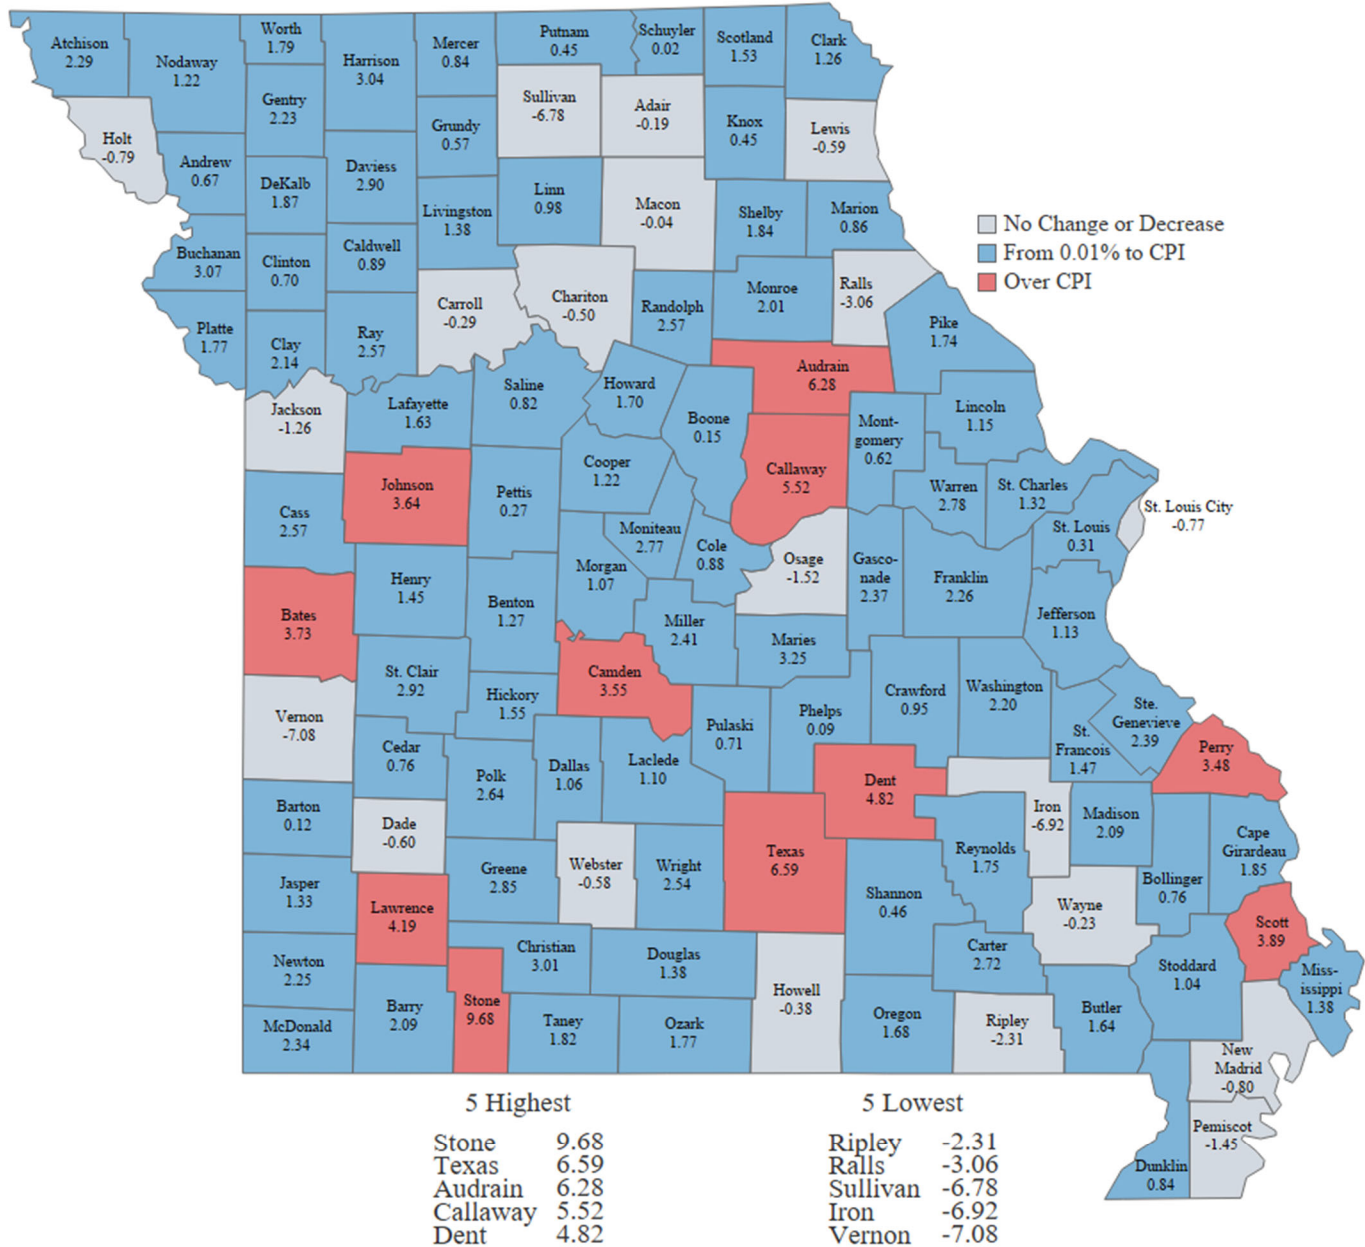 Atchison
2.29
Nodaway
1.22
Worth
1.79
Harrison
3.04
Mercer
0.84
Putnam
0.45
Schuyler
0.02
Scotland
1.53
Clark
1.26
Holt
-0.79
Gentry
2.23
Sullivan
-6.78
Adair
-0.19
Knox
0.45
Lewis
-0.59
Andrew
0.67
DeKalb
1.87
Daviess
2.90
Grundy
0.57
Livingston
1.38
Linn
0.98
Macon
-0.04
Shelby
1.84
Marion
0.86
No Change or Decrease
From 0.01% to CPI
Over CPI
Buchanan
3.07
Clinton
0.70
Caldwell
0.89
Carroll
-0.29
Chariton
-0.50
Randolph
2.57
Monroe
2.01
Ralls
-3.06
Pike
1.74
Platte
1.77
Clay
2.14
Ray
2.57
Audrain
6.28
Jackson
-1.26
Lafayette
1.63
Saline
0.82
Howard
1.70
Boone
0.15
Callaway
5.52
Mont-
gomery
0.62
Lincoln
1.15
Cass
2.57
Johnson
3.64
Pettis
0.27
Cooper
1.22
Moniteau
2.77
Cole
0.88
Osage
-1.52
Gasco-
nade
2.37
Warren
2.78
St. Charles
1.32
St. Louis
0.31
St. Louis City
-0.77
Franklin
2.26
Jefferson
1.13
Bates
3.73
Henry
1.45
Benton
1.27
Morgan
1.07
Miller
2.41
Maries
3.25
Camden
3.55
St. Clair
2.92
Hickory
1.55
Vernon
-7.08
Cedar
0.76
Polk
2.64
Dallas
1.06
Laclede
1.10
Pulaski
0.71
Phelps
0.09
Crawford
0.95
Washington
2.20
St.
Francois
1.47
Ste.
Genevieve
2.39
Perry
3.48
Dent
4.82
Iron
-6.92
Madison
2.09
Barton
0.12
Dade
-0.60
Greene
2.85
Webster
-0.58
Wright
2.54
Texas
6.59
Shannon
0.46
Reynolds
1.75
Bollinger
0.76
Cape
Girardeau
1.85
Jasper
1.33
Lawrence
4.19
Wayne
-0.23
Scott
3.89
Newton
2.25
Christian
3.01
Douglas
1.38
Howell
-0.38
Carter
2.72
Stoddard
1.04
Miss-
issippi
1.38
McDonald
2.34
Barry
2.09
Stone
9.68
Taney
1.82
Ozark
1.77
Oregon
1.68
Ripley
-2.31
Butler
1.64
New
Madrid
-0.80
Pemiscot
-1.45
Dunklin
0.84
5 Highest
Stone 9.68
Texas 6.59
Audrain 6.28
Callaway 5.52
Dent 4.82
5 Lowest
Ripley -2.31
Ralls -3.06
Sullivan -6.78
Iron -6.92
Vernon -7.08